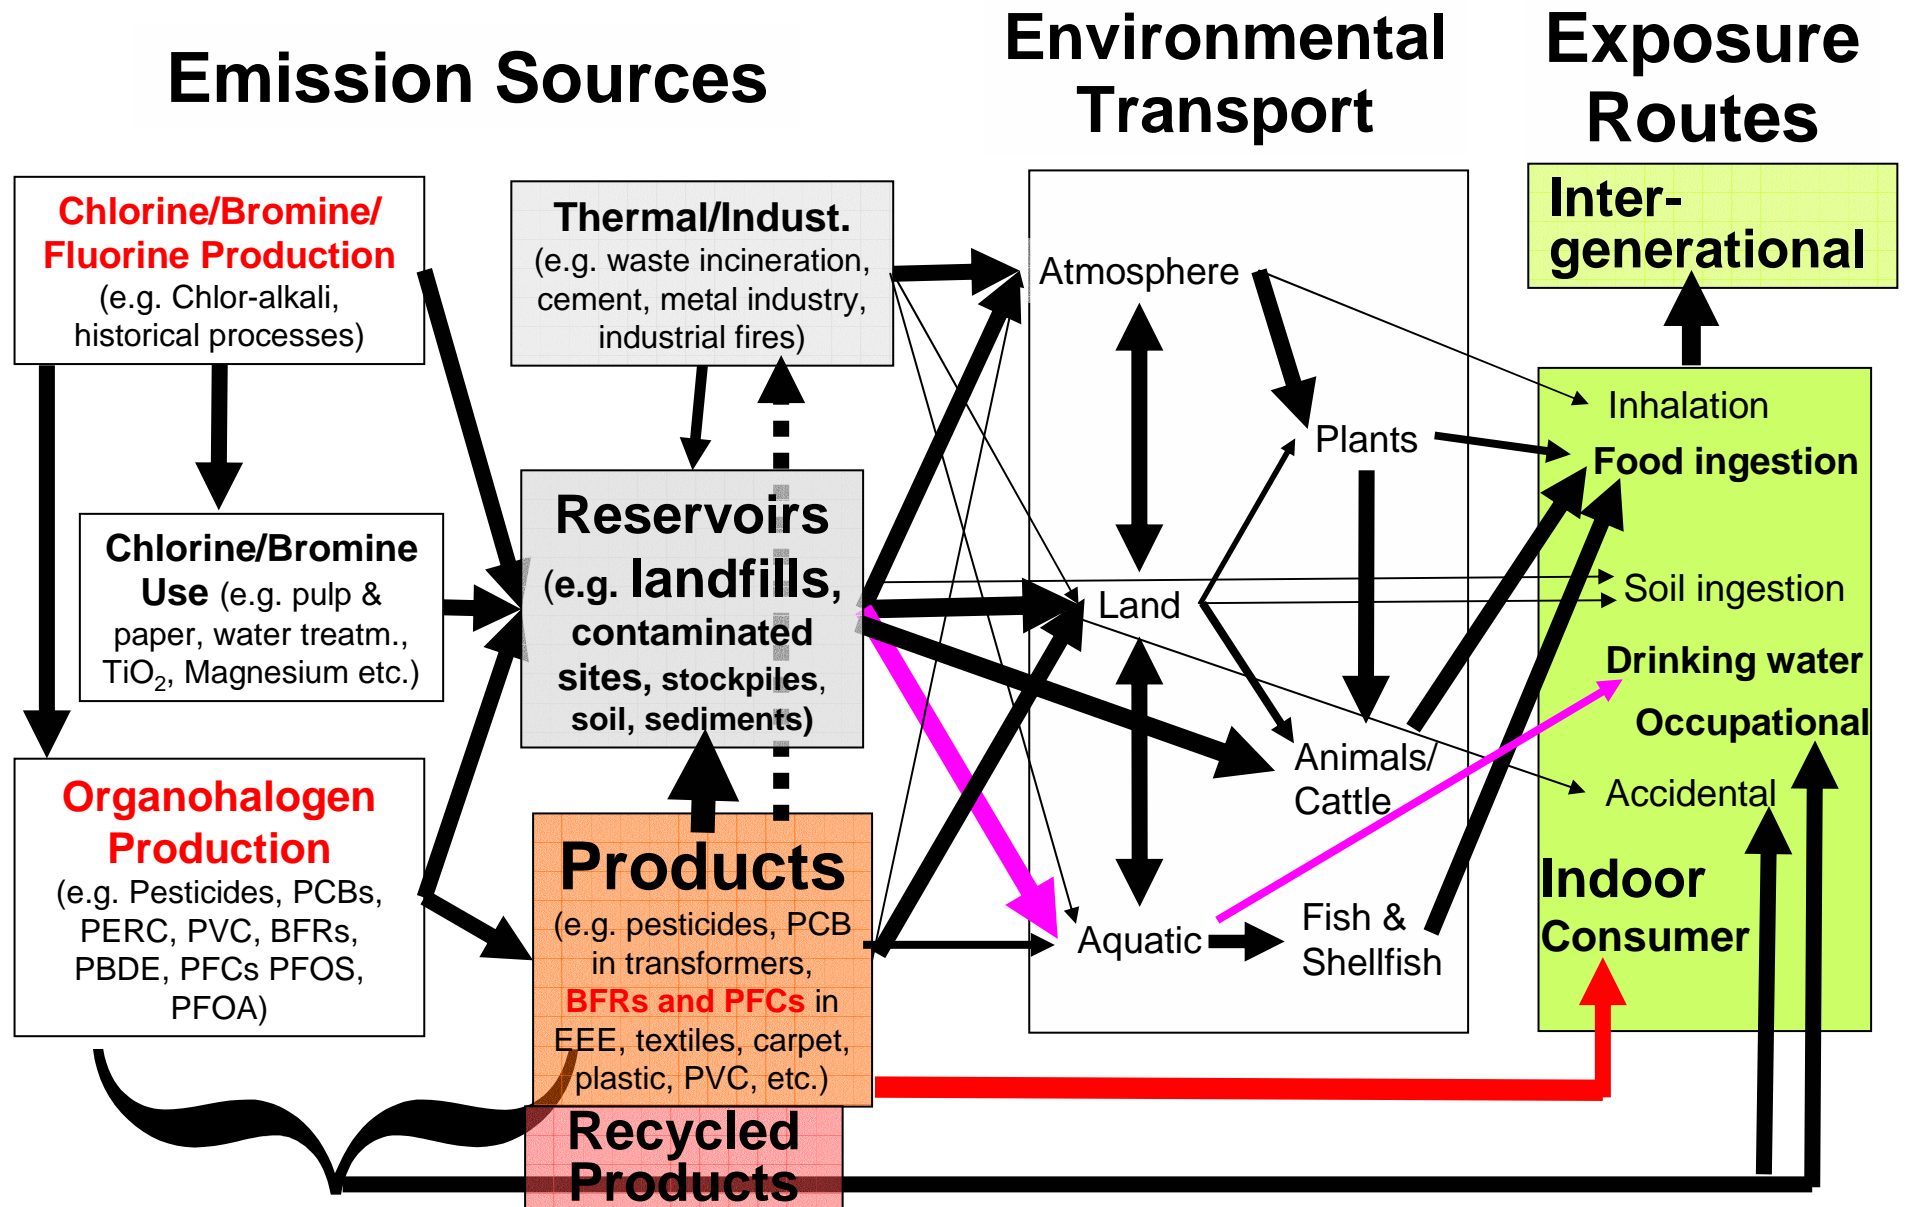 Emission Sources
Environmental
Transport
Exposure
Routes
Chlorine/Bromine/
Fluorine Production
(e.g. Chlor-alkali,
historical processes)
Chlorine/Bromine
Use (e.g. pulp &
paper, water treatm.,
TiO₂, Magnesium etc.)
Organohalogen
Production
(e.g. Pesticides, PCBs,
PERC, PVC, BFRs,
PBDE, PFCs PFOS,
PFOA)
Thermal/Indust.
(e.g. waste incineration,
cement, metal industry,
industrial fires)
Reservoirs
(e.g. landfills,
contaminated
sites, stockpiles,
soil, sediments)
Products
(e.g. pesticides, PCB
in transformers,
BFRs and PFCs in
EEE, textiles, carpet,
plastic, PVC, etc.)
Recycled
Products
Atmosphere
Plants
Land
Animals/
Cattle
Aquatic
Fish &
Shellfish
Inter-
generational
Inhalation
Food ingestion
Soil ingestion
Drinking water
Occupational
Accidental
Indoor
Consumer